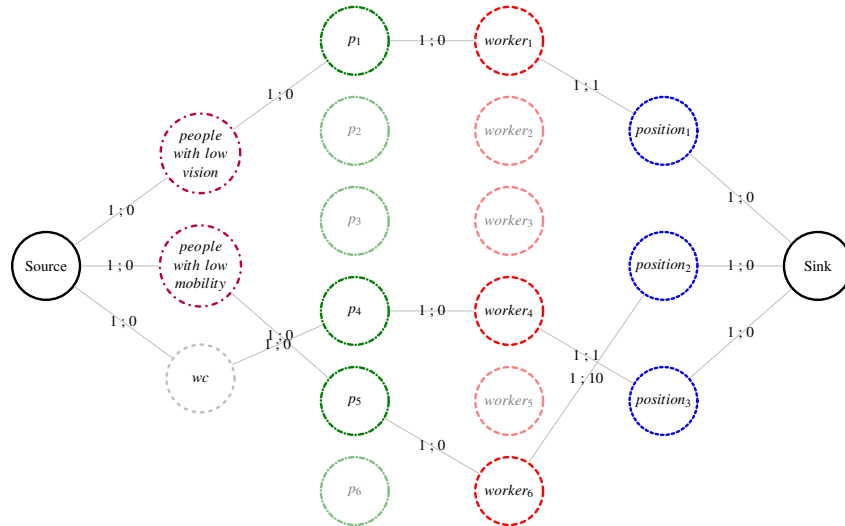 p1
1 ; 0
worker1
1 ; 0
1 ; 1
people
with low
vision
p2
worker2
position1
1 ; 0
1 ; 0
p3
worker3
Source
1 ; 0
people
with low
mobility
position2
1 ; 0
Sink
p4
1 ; 0
worker4
1 ; 0
1 ; 0
1 ; 0
1 ; 1
1 ; 0
wc
1 ; 10
p5
worker5
position3
1 ; 0
p6
worker6